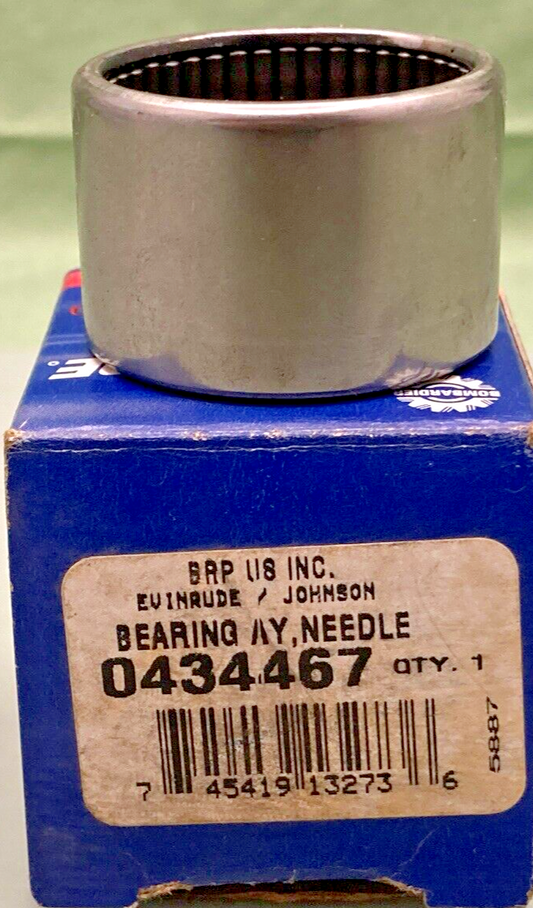 BOMBARDIER
BRP US INC.
EVINRUDE / JOHNSON
BEARING AY, NEEDLE
0434467 QTY. 1
5887
7 45419 13273 6